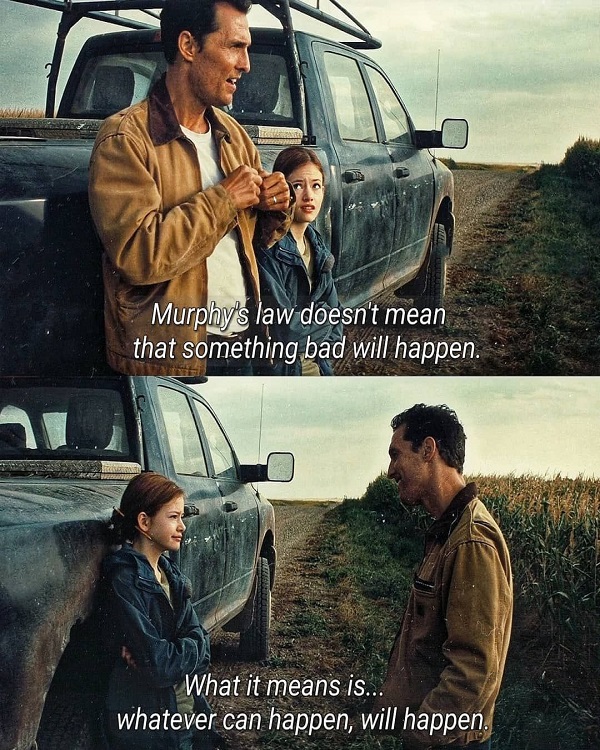 Murphy's law doesn't mean
that something bad will happen.
What it means is...
whatever can happen, will happen.